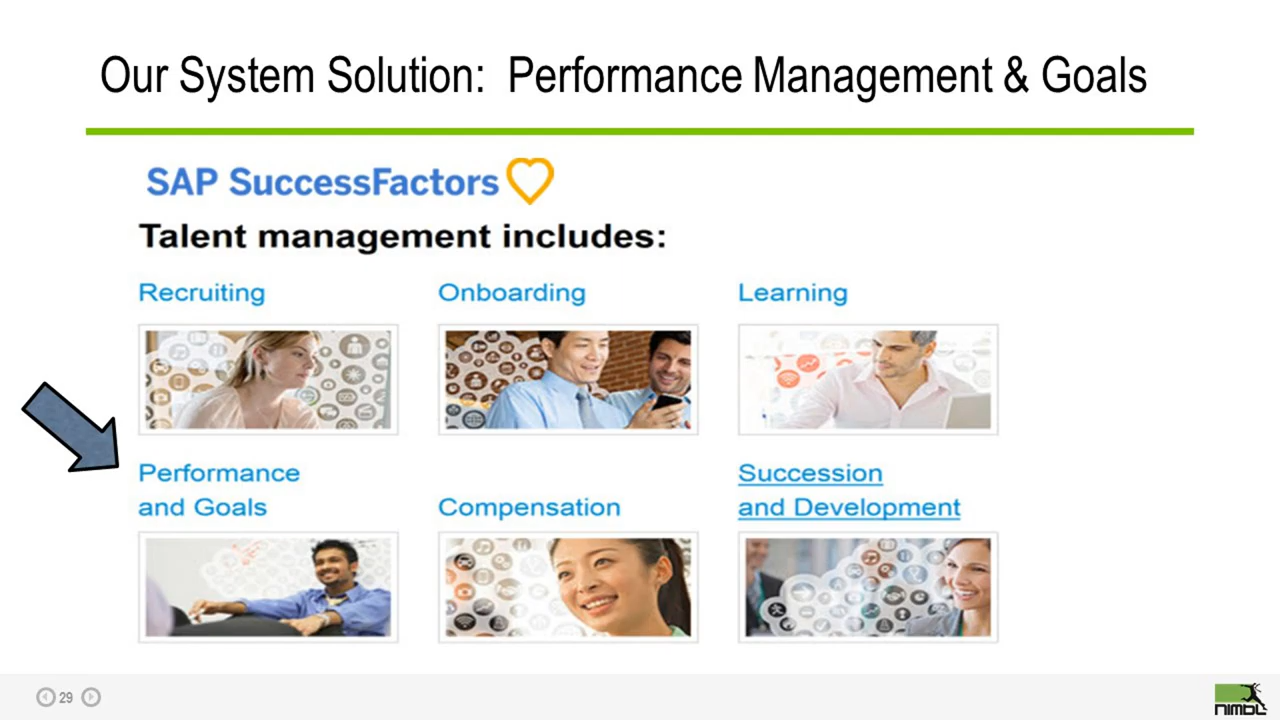 Our System Solution:  Performance Management & Goals
SAP SuccessFactors
Talent management includes:
Recruiting
Onboarding
Learning
Performance
and Goals
Compensation
Succession
and Development
29
nimbl